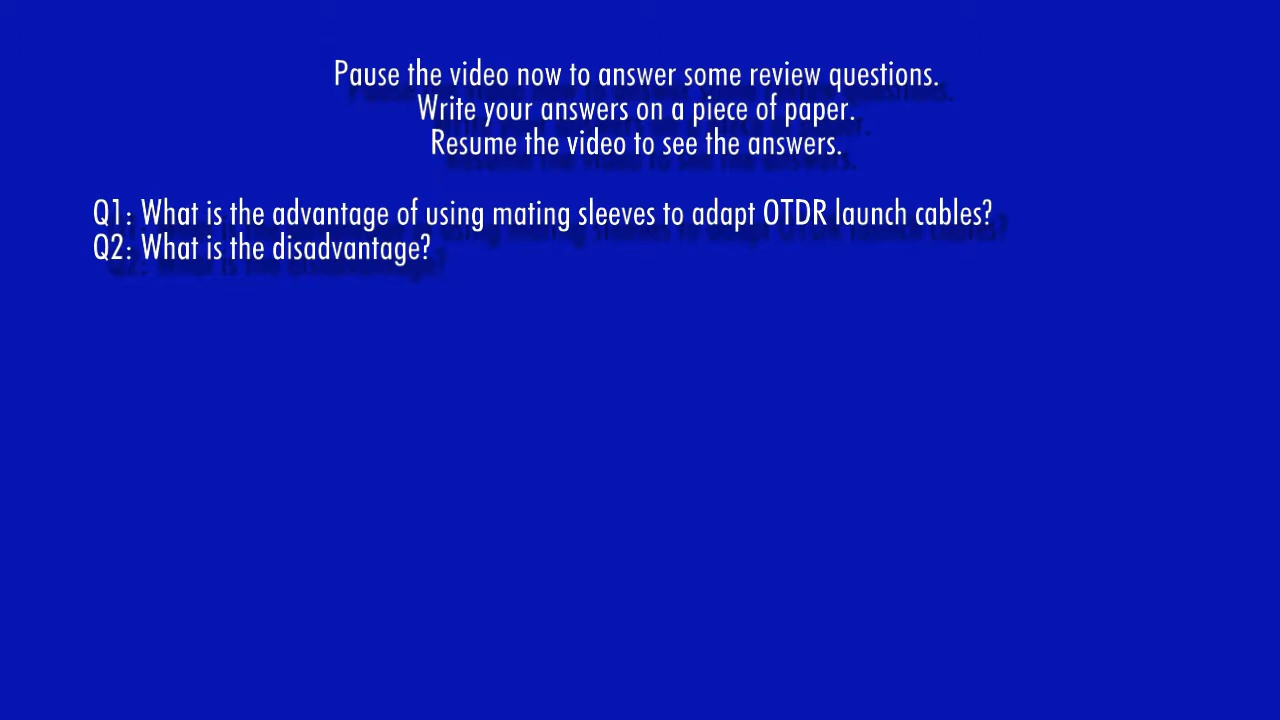 Pause the video now to answer some review questions.
Write your answers on a piece of paper.
Resume the video to see the answers.
Q1: What is the advantage of using mating sleeves to adapt OTDR launch cables?
Q2: What is the disadvantage?